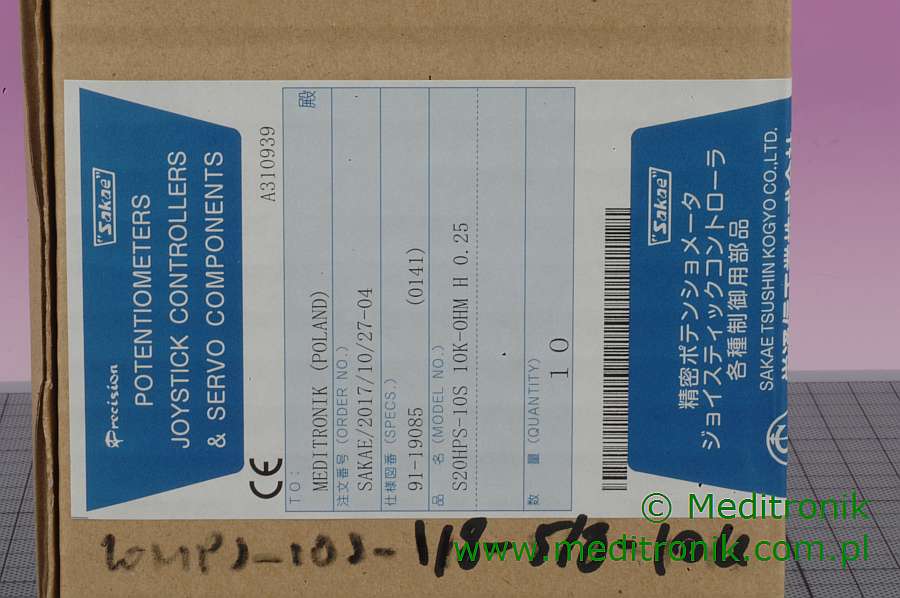 "Sakae"
Precision
POTENTIOMETERS
JOYSTICK CONTROLLERS
& SERVO COMPONENTS
A310939
CE
TO:
殿
MEDITRONIK (POLAND)
注文番号 (ORDER NO.)
SAKAE/2017/10/27-04
仕様図番 (SPECS.)
91-19085 (0141)
品 名 (MODEL NO.)
S20HPS-10S 10K-OHM H 0.25
数 量 (QUANTITY)
10
"Sakae"
精密ポテンショメータ
ジョイスティックコントローラ
各種制御用部品
SAKAE TSUSHIN KOGYO CO.,LTD.
© Meditronik
www.meditronik.com.pl